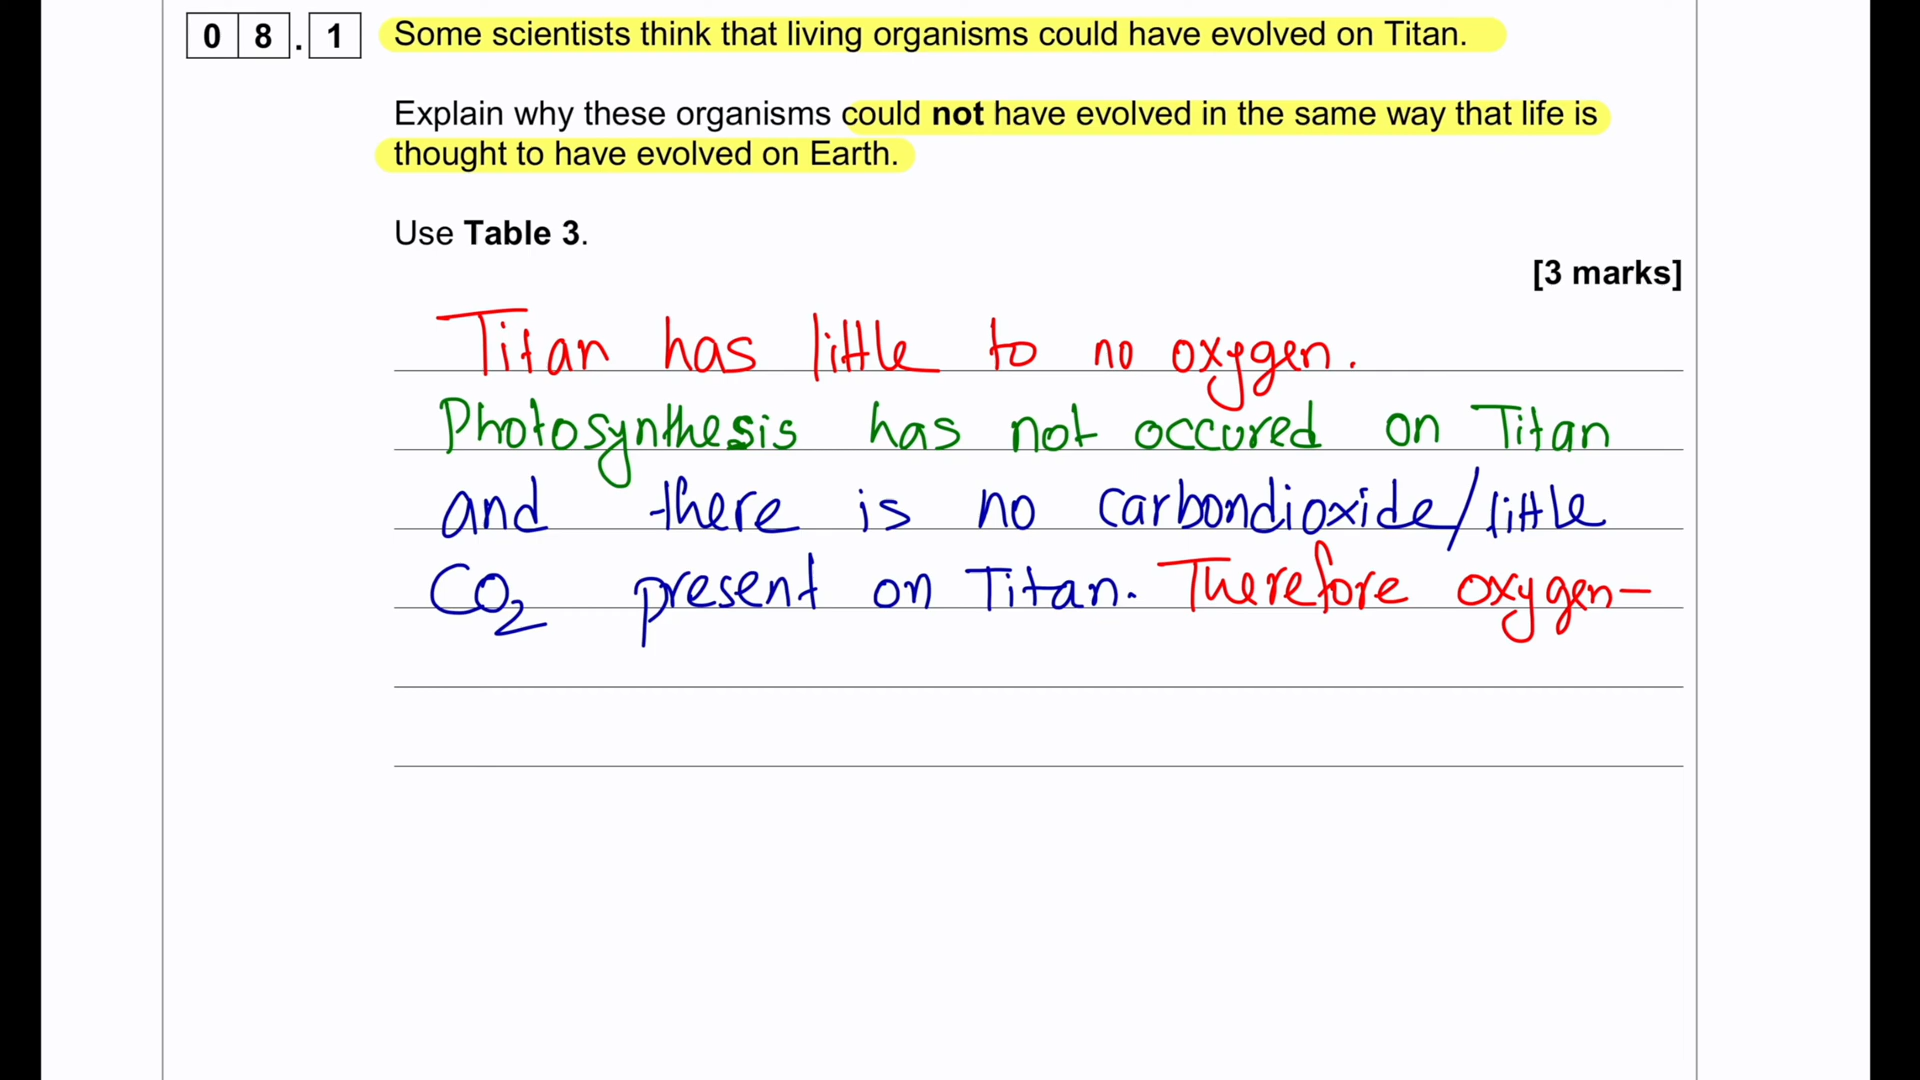 08.1 Some scientists think that living organisms could have evolved on Titan.
Explain why these organisms could not have evolved in the same way that life is
thought to have evolved on Earth.
Use Table 3.
[3 marks]
Titan has little to no oxygen.
Photosynthesis has not occured on Titan
and there is no carbondioxide/little
CO2 present on Titan. Therefore oxygen-